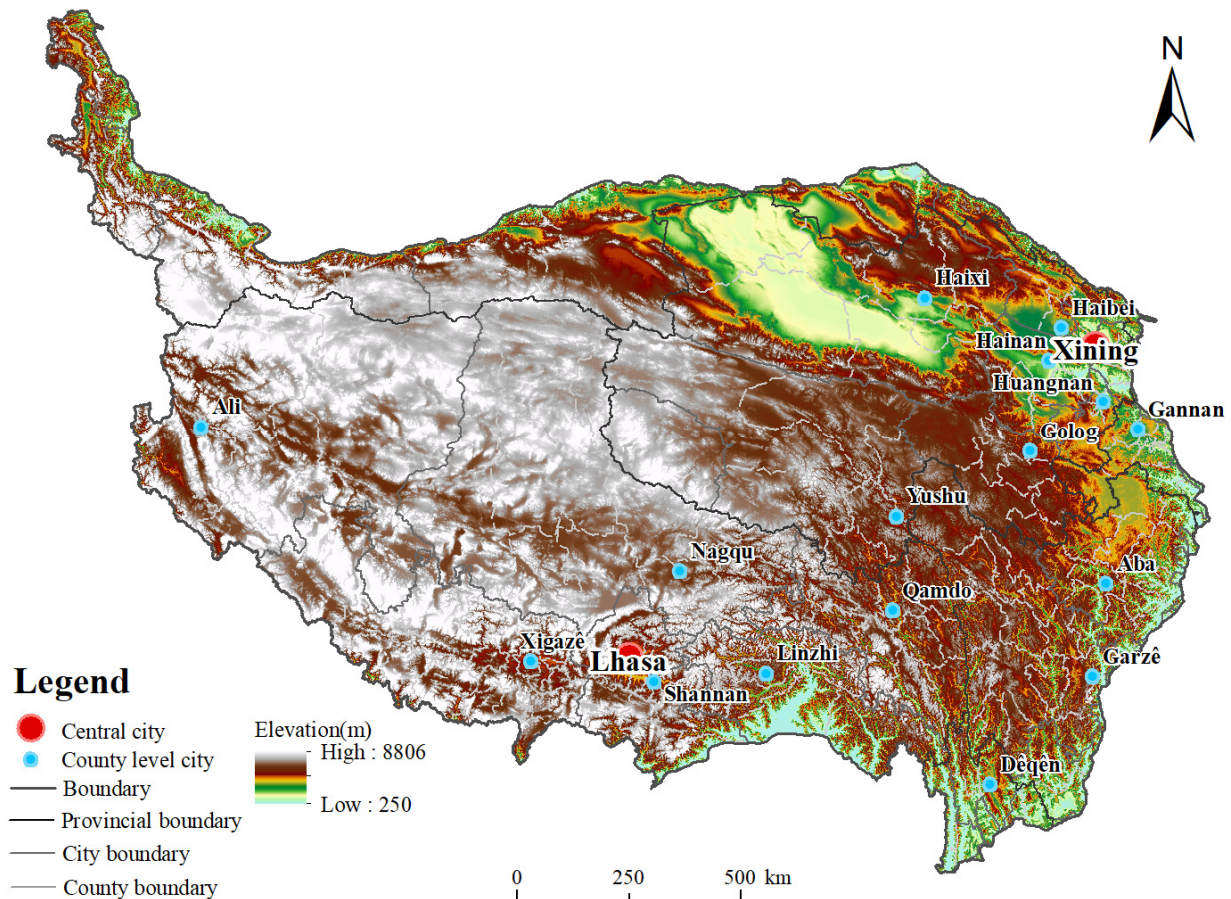 N
Haixi
Haibei
Hainan
Xining
Huangnan
Ali
Gannan
Golog
Yushu
Nagqu
Aba
Qamdo
Xigazê
Lhasa
Linzhi
Garzê
Shannan
Dêqên
Legend
Central city
County level city
Boundary
Provincial boundary
City boundary
County boundary
Elevation(m)
High : 8806
Low : 250
0 250 500 km